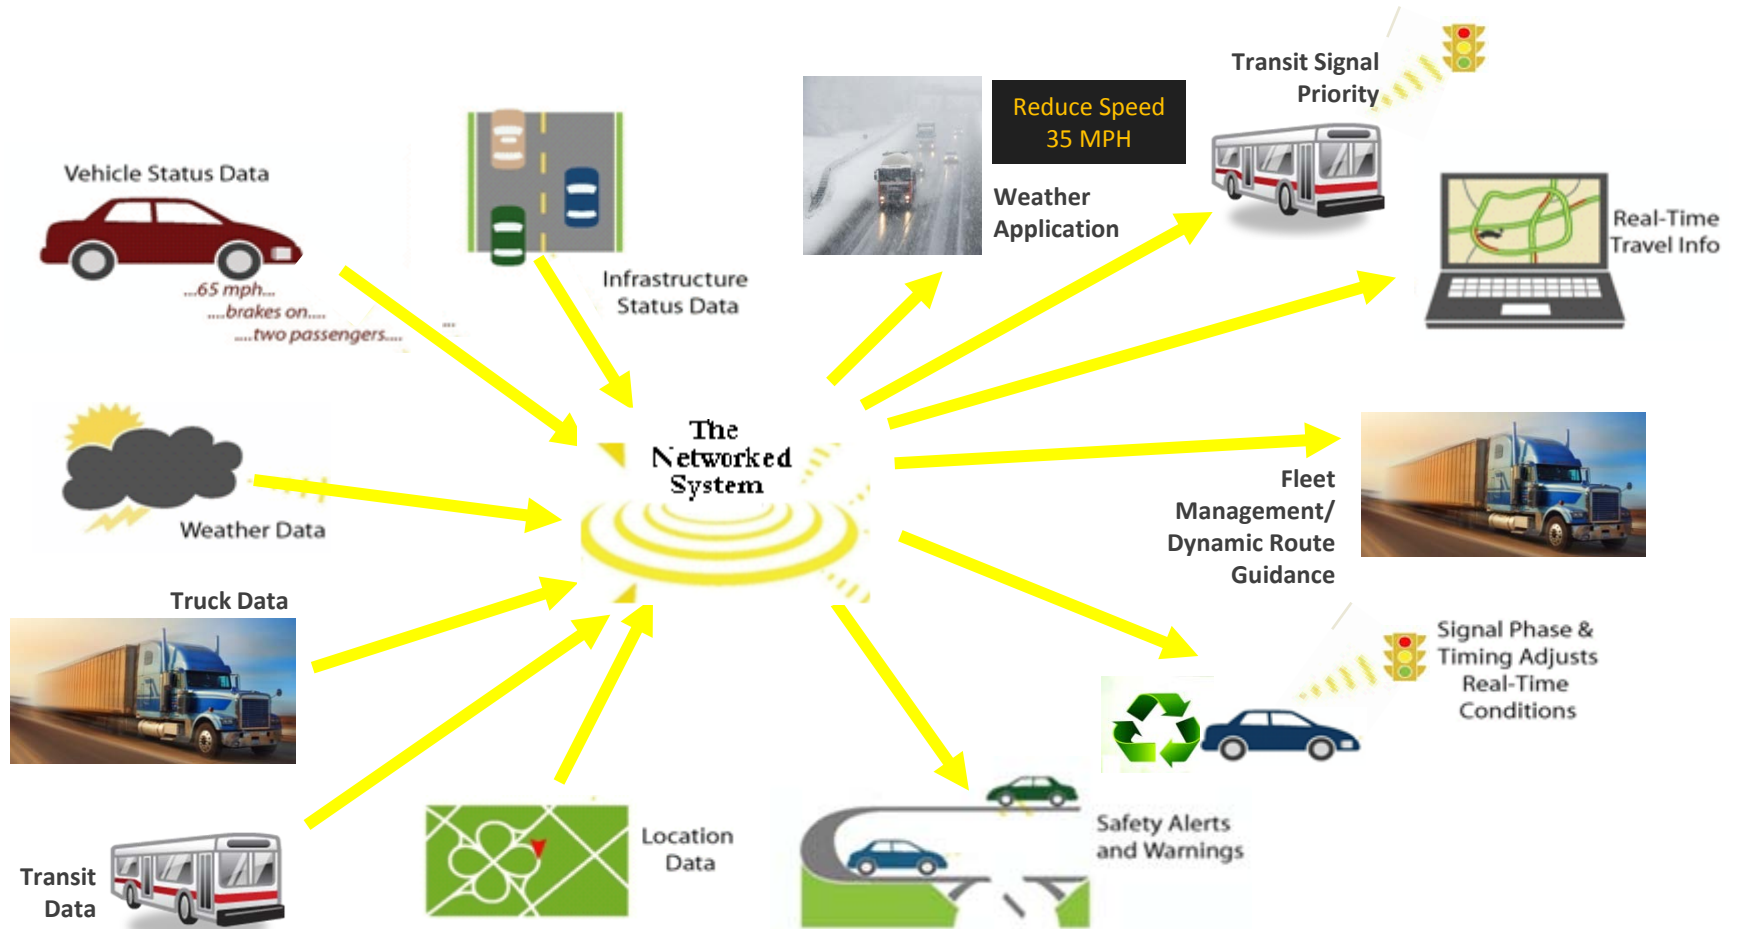 Vehicle Status Data
...65 mph...
....brakes on....
.....two passengers....
...
Infrastructure
Status Data
Reduce Speed
35 MPH
Weather
Application
Transit Signal
Priority
Real-Time
Travel Info
The
Networked
System
Weather Data
Fleet
Management/
Dynamic Route
Guidance
Truck Data
Signal Phase &
Timing Adjusts
Real-Time
Conditions
Transit
Data
Location
Data
Safety Alerts
and Warnings